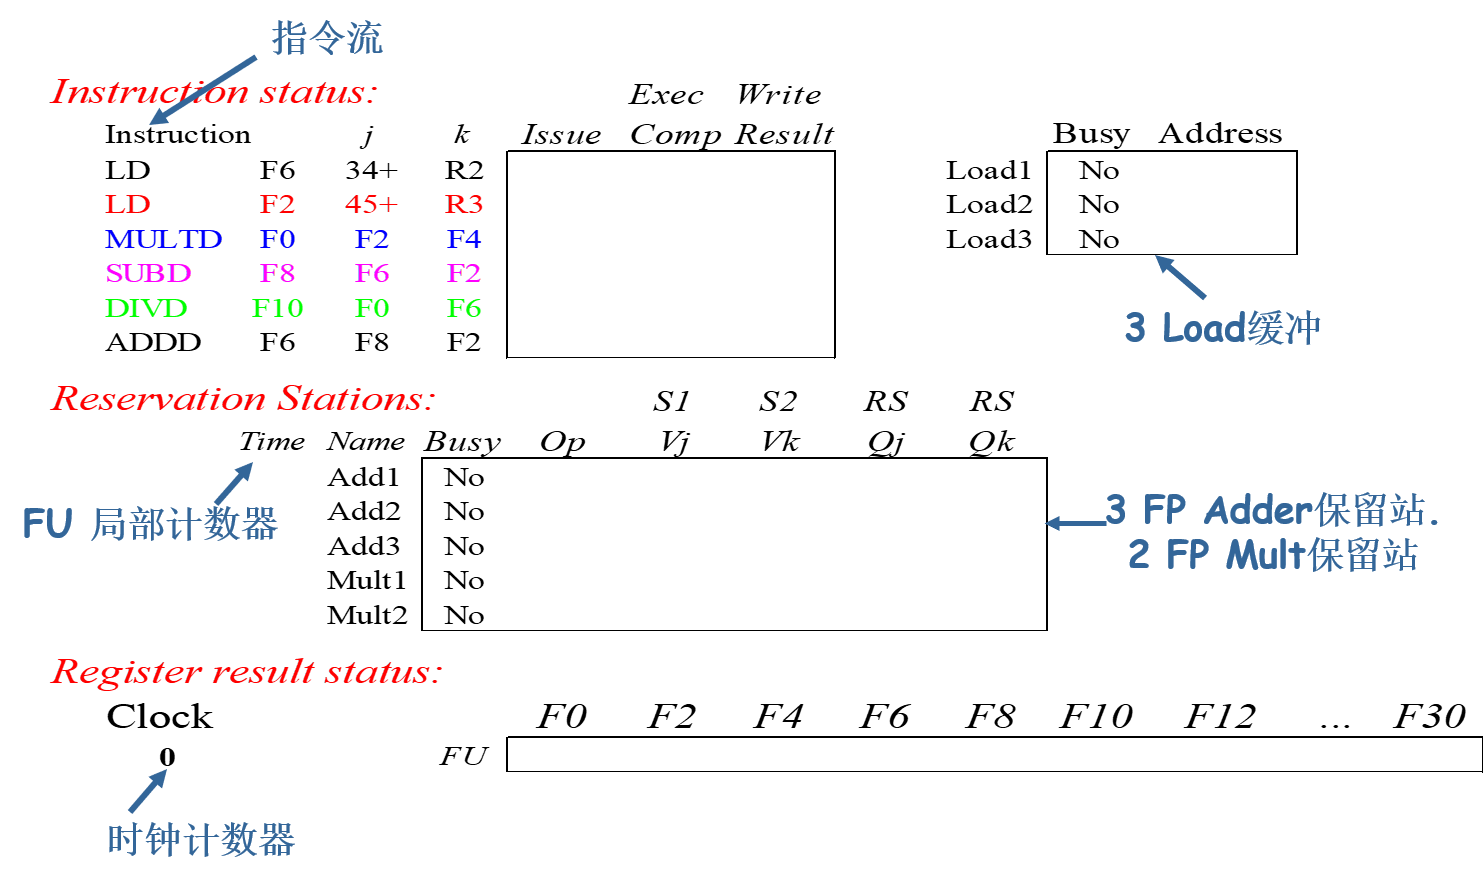 指令流
Instruction status:
Exec Write
Instruction j k Issue Comp Result
Busy Address
LD F6 34+ R2
Load1 No
LD F2 45+ R3
Load2 No
MULTD F0 F2 F4
Load3 No
SUBD F8 F6 F2
DIVD F10 F0 F6
ADDD F6 F8 F2
3 Load缓冲
Reservation Stations:
S1 S2 RS RS
Time Name Busy Op Vj Vk Qj Qk
Add1 No
Add2 No
Add3 No
Mult1 No
Mult2 No
FU 局部计数器
3 FP Adder保留站.
2 FP Mult保留站
Register result status:
Clock F0 F2 F4 F6 F8 F10 F12 ... F30
0 FU
时钟计数器